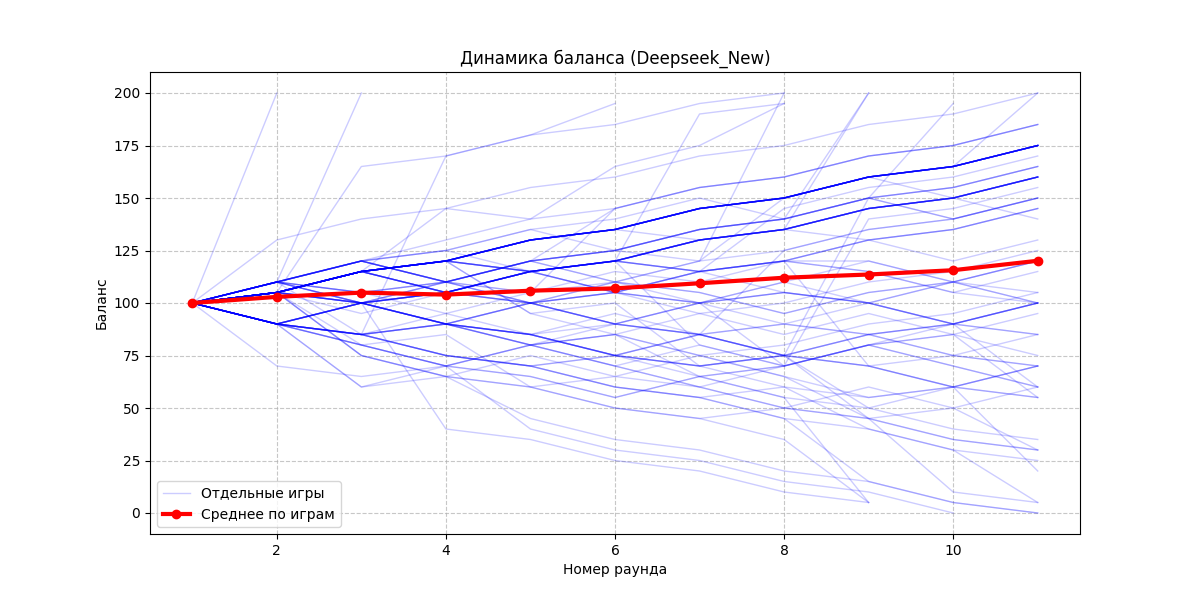 Динамика баланса (Deepseek_New)
Баланс
200
175
150
125
100
75
50
25
0
Отдельные игры
Среднее по играм
2 4 6 8 10
Номер раунда